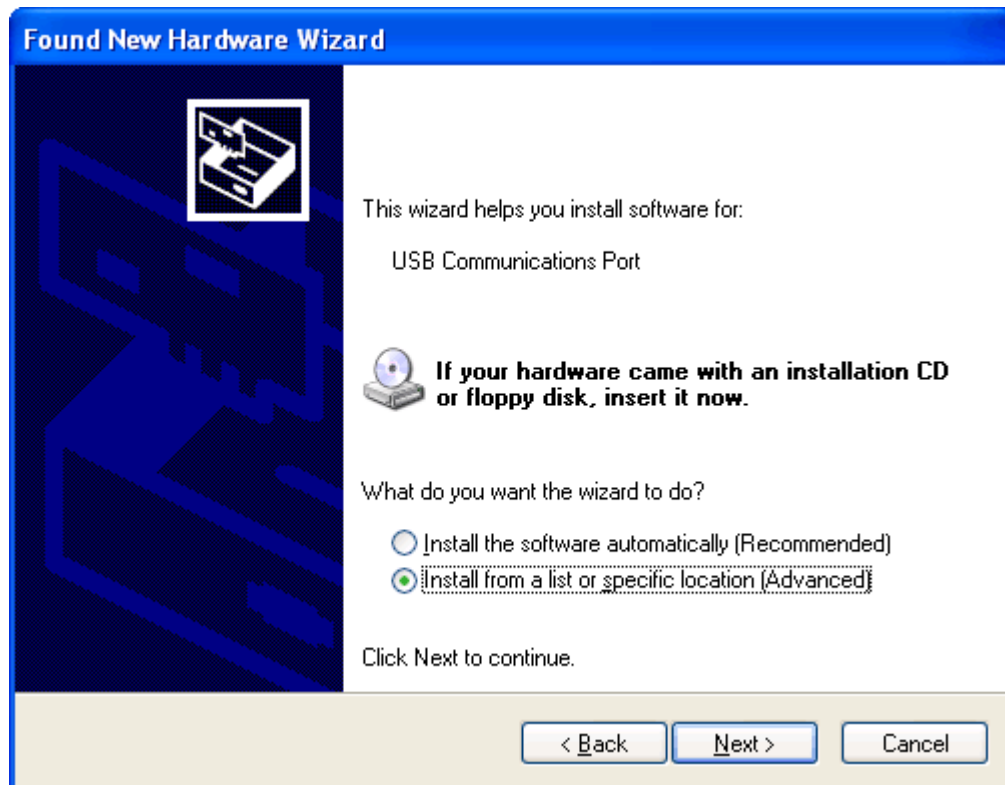 Found New Hardware Wizard
This wizard helps you install software for:
USB Communications Port
If your hardware came with an installation CD
or floppy disk, insert it now.
What do you want the wizard to do?
Install the software automatically (Recommended)
Install from a list or specific location (Advanced)
Click Next to continue.
< Back
Next >
Cancel